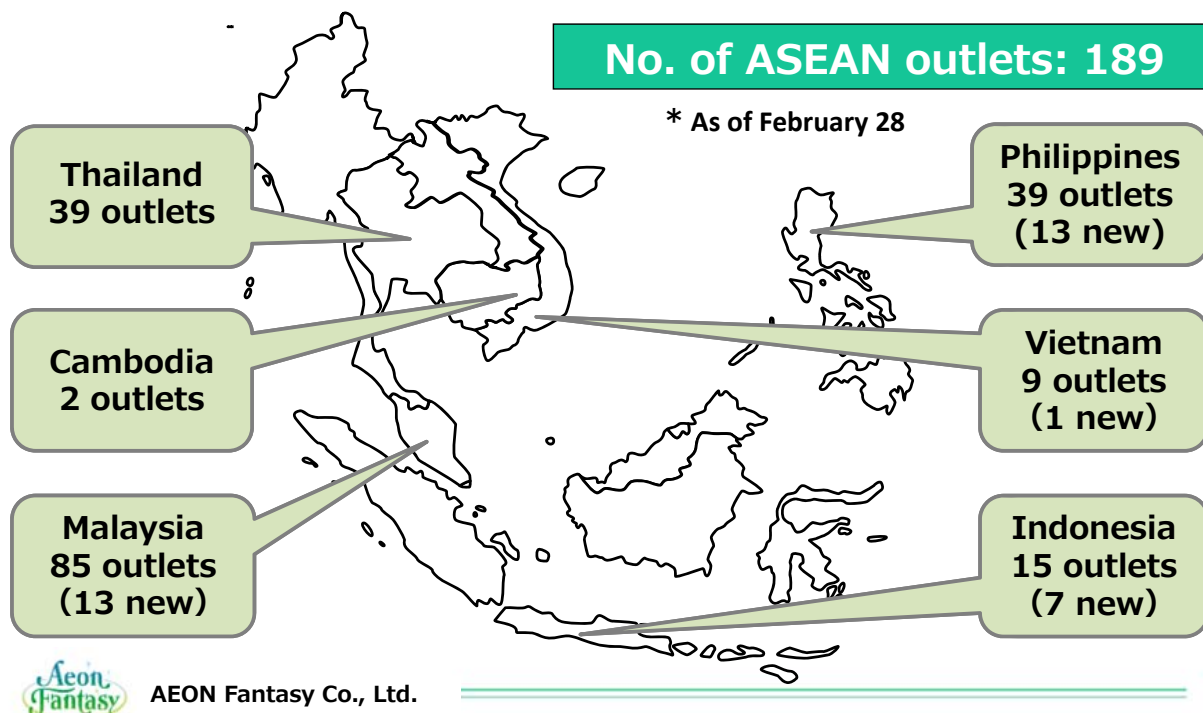 No. of ASEAN outlets: 189
* As of February 28
Thailand
39 outlets
Philippines
39 outlets
(13 new)
Cambodia
2 outlets
Vietnam
9 outlets
(1 new)
Malaysia
85 outlets
(13 new)
Indonesia
15 outlets
(7 new)
Aeon
Fantasy
AEON Fantasy Co., Ltd.